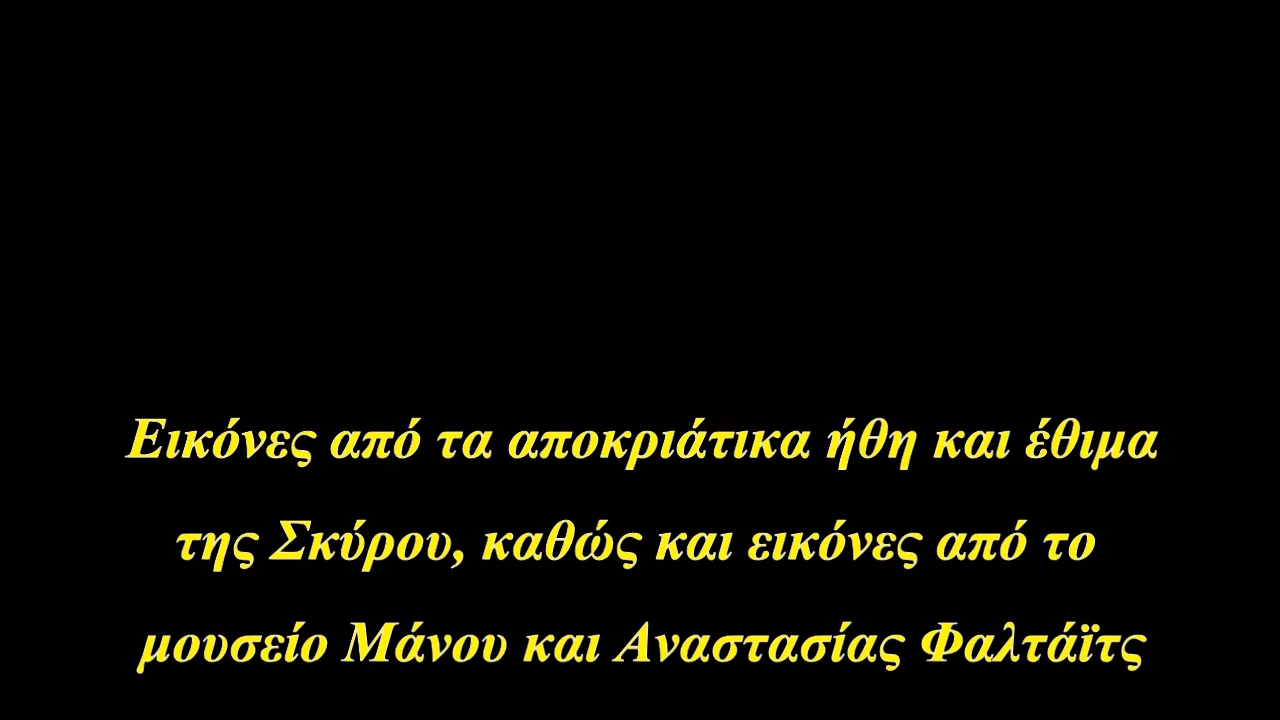 Εικόνες από τα αποκριάτικα ήθη και έθιμα
της Σκύρου, καθώς και εικόνες από το
μουσείο Μάνου και Αναστασίας Φαλτάϊτς